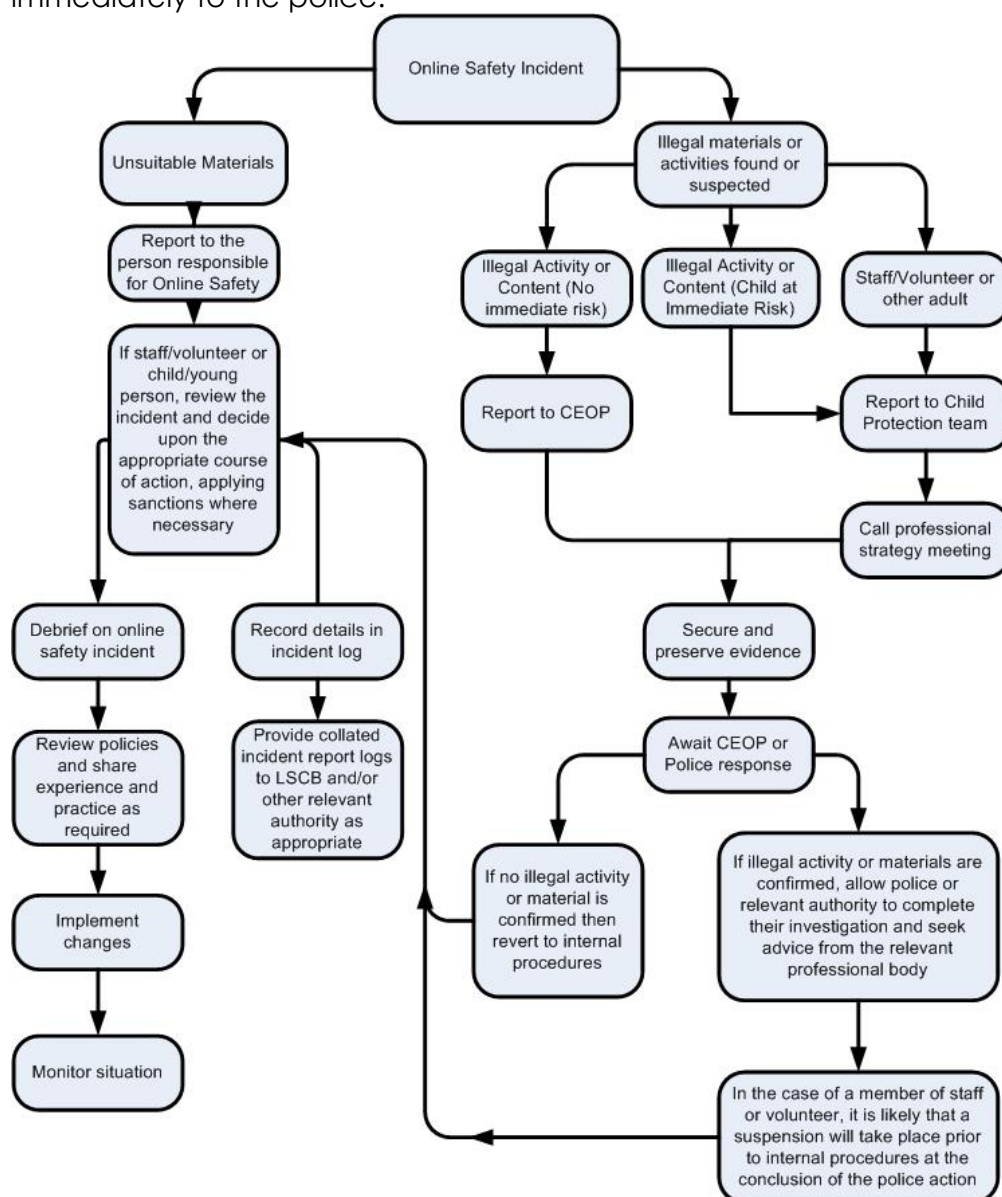 immediately to the police.
Online Safety Incident
Unsuitable Materials
Illegal materials or
activities found or
suspected
Report to the
person responsible
for Online Safety
Illegal Activity or
Content (No
immediate risk)
Illegal Activity or
Content (Child at
Immediate Risk)
Staff/Volunteer or
other adult
If staff/volunteer or
child/young
person, review the
incident and decide
upon the
appropriate course
of action, applying
sanctions where
necessary
Report to CEOP
Report to Child
Protection team
Call professional
strategy meeting
Debrief on online
safety incident
Record details in
incident log
Secure and
preserve evidence
Review policies
and share
experience and
practice as
required
Provide collated
incident report logs
to LSCB and/or
other relevant
authority as
appropriate
Await CEOP or
Police response
If no illegal activity
or material is
confirmed then
revert to internal
procedures
If illegal activity or materials are
confirmed, allow police or
relevant authority to complete
their investigation and seek
advice from the relevant
professional body
Implement
changes
Monitor situation
In the case of a member of staff
or volunteer, it is likely that a
suspension will take place prior
to internal procedures at the
conclusion of the police action